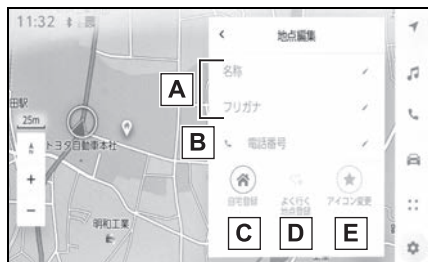 11:32
地点編集
名称
A
フリガナ
B
電話番号
田駅
25m
トヨタ自動車本社
+
-
明和工業
自宅登録
よく行く
地点登録
アイコン変更
C
D
E